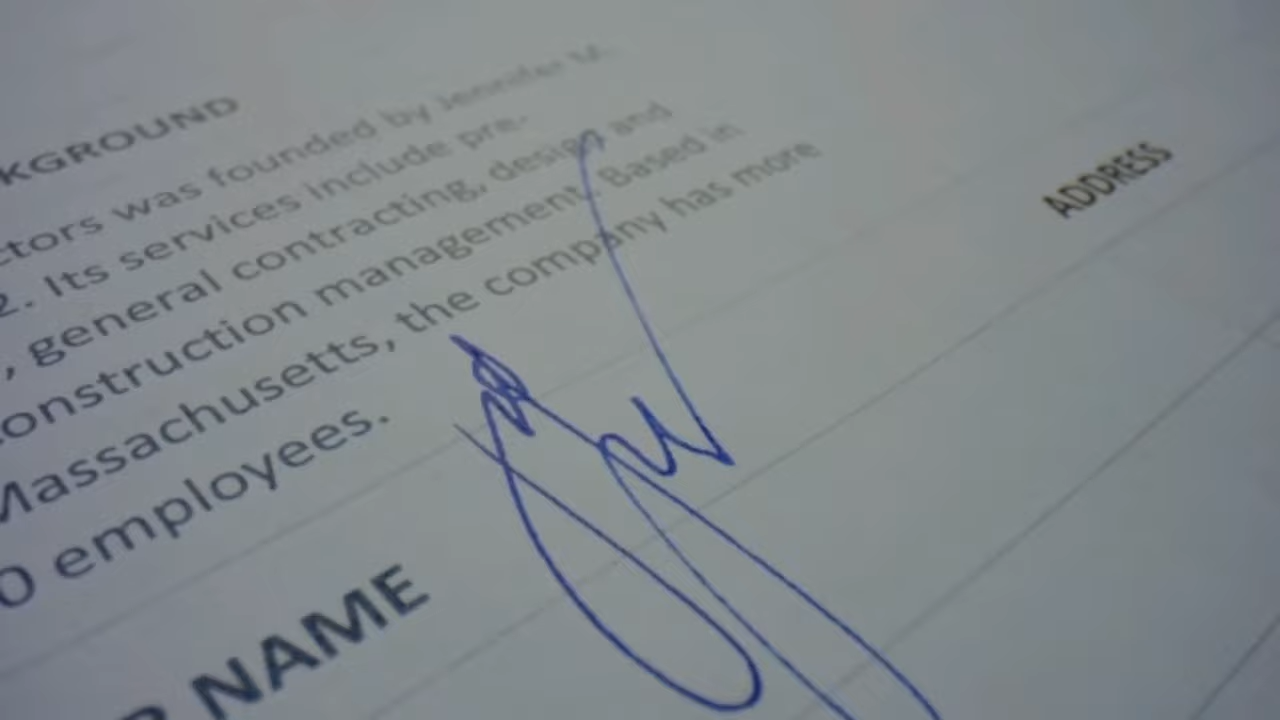 KGROUND
ctors was founded by Jennifer M.
2. Its services include pre-
, general contracting, design and
onstruction management. Based in
Massachusetts, the company has more
0 employees.
ADDRESS
R NAME